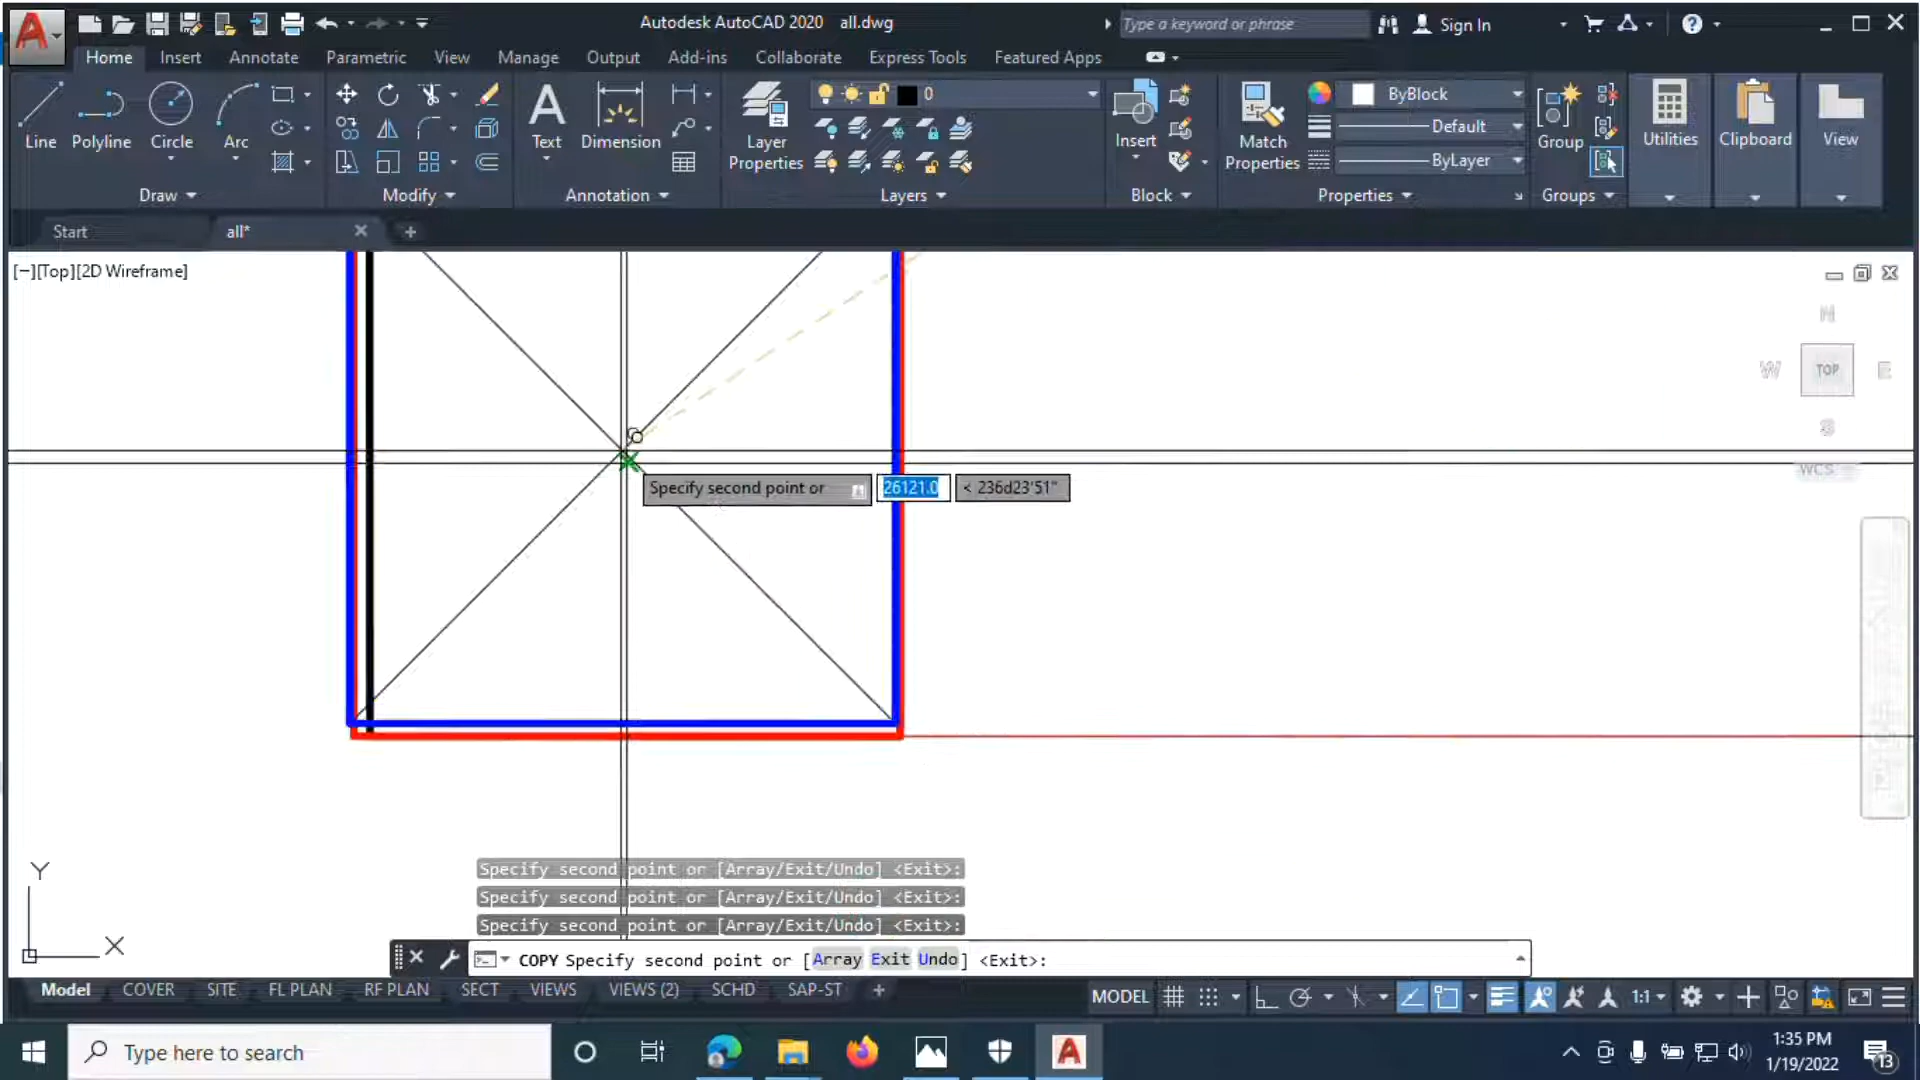 Autodesk AutoCAD 2020 all.dwg
Type a keyword or phrase
Sign In
Home Insert Annotate Parametric View Manage Output Add-ins Collaborate Express Tools Featured Apps
Line Polyline Circle Arc
Text Dimension
Layer Properties
0
Insert
Match Properties
ByBlock
Default
ByLayer
Group
Utilities Clipboard View
Draw Modify Annotation Layers Block Properties Groups
Start all*
[−][Top][2D Wireframe]
N
W TOP E
S
WCS
Specify second point or 26121.0 < 236d23'51"
Specify second point or [Array/Exit/Undo] <Exit>:
Specify second point or [Array/Exit/Undo] <Exit>:
Specify second point or [Array/Exit/Undo] <Exit>:
Y
X
COPY Specify second point or [Array Exit Undo] <Exit>:
Model COVER SITE FL PLAN RF PLAN SECT VIEWS VIEWS (2) SCHD SAP-ST
MODEL 1:1
Type here to search
1:35 PM
1/19/2022
13